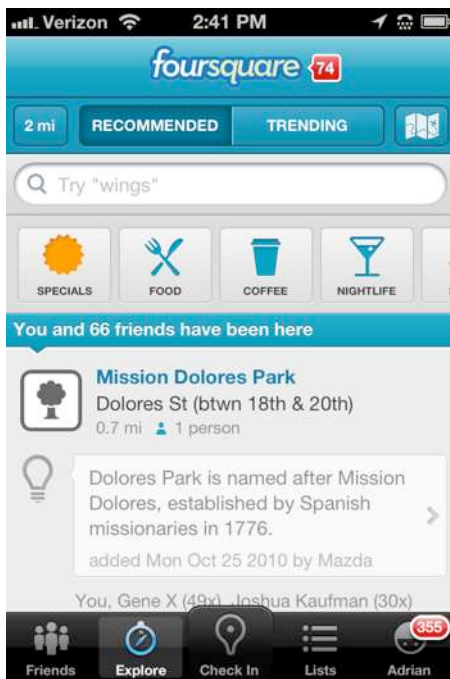 Verizon 2:41 PM
foursquare 74
2 mi RECOMMENDED TRENDING
Try "wings"
SPECIALS FOOD COFFEE NIGHTLIFE
You and 66 friends have been here
Mission Dolores Park
Dolores St (btwn 18th & 20th)
0.7 mi 1 person
Dolores Park is named after Mission
Dolores, established by Spanish
missionaries in 1776.
added Mon Oct 25 2010 by Mazda
You, Gene X (49x) Joshua Kaufman (30x)
355
Friends Explore Check In Lists Adrian